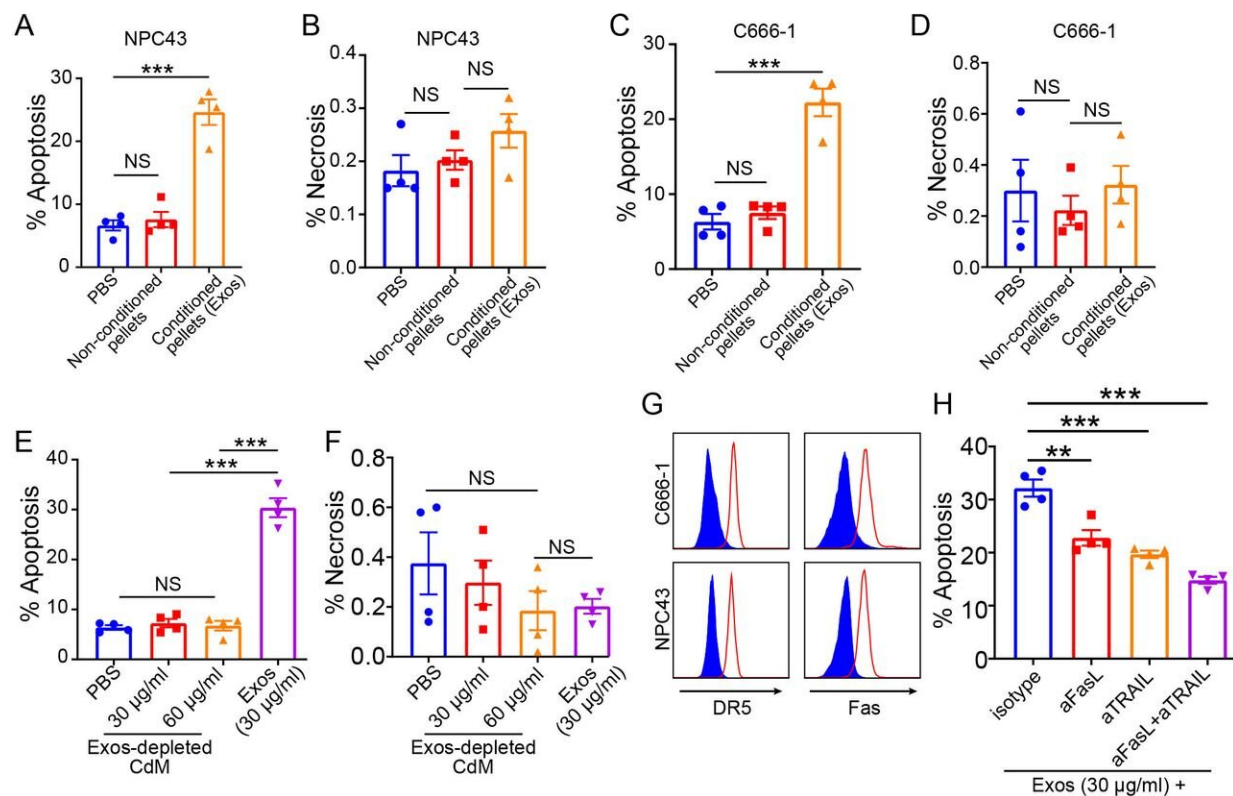 A
NPC43
% Apoptosis
30
20
10
0
***
NS
PBS
Non-conditioned
pellets
Conditioned
pellets (Exos)
B
NPC43
% Necrosis
0.4
0.3
0.2
0.1
0.0
NS
NS
PBS
Non-conditioned
pellets
Conditioned
pellets (Exos)
C
C666-1
% Apoptosis
30
20
10
0
***
NS
PBS
Non-conditioned
pellets
Conditioned
pellets (Exos)
D
C666-1
% Necrosis
0.8
0.6
0.4
0.2
0.0
NS
NS
PBS
Non-conditioned
pellets
Conditioned
pellets (Exos)
E
% Apoptosis
40
30
20
10
0
***
***
NS
PBS
30 µg/ml
60 µg/ml
Exos
(30 µg/ml)
Exos-depleted
CdM
F
% Necrosis
0.8
0.6
0.4
0.2
0.0
NS
NS
PBS
30 µg/ml
60 µg/ml
Exos
(30 µg/ml)
Exos-depleted
CdM
G
C666-1
NPC43
DR5
Fas
H
% Apoptosis
40
30
20
10
0
***
***
**
isotype
aFasL
aTRAIL
aFasL+aTRAIL
Exos (30 µg/ml) +